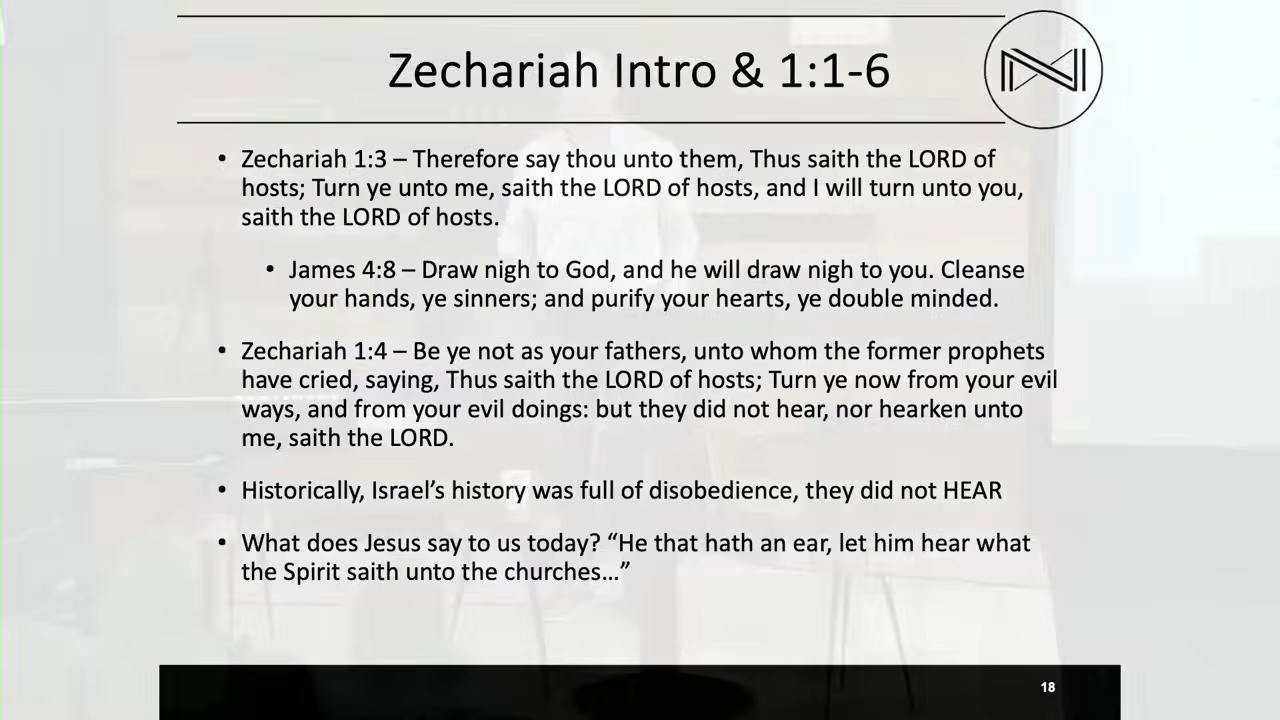 Zechariah Intro & 1:1-6
• Zechariah 1:3 – Therefore say thou unto them, Thus saith the LORD of
hosts; Turn ye unto me, saith the LORD of hosts, and I will turn unto you,
saith the LORD of hosts.
• James 4:8 – Draw nigh to God, and he will draw nigh to you. Cleanse
your hands, ye sinners; and purify your hearts, ye double minded.
• Zechariah 1:4 – Be ye not as your fathers, unto whom the former prophets
have cried, saying, Thus saith the LORD of hosts; Turn ye now from your evil
ways, and from your evil doings: but they did not hear, nor hearken unto
me, saith the LORD.
• Historically, Israel’s history was full of disobedience, they did not HEAR
• What does Jesus say to us today? “He that hath an ear, let him hear what
the Spirit saith unto the churches…”
18